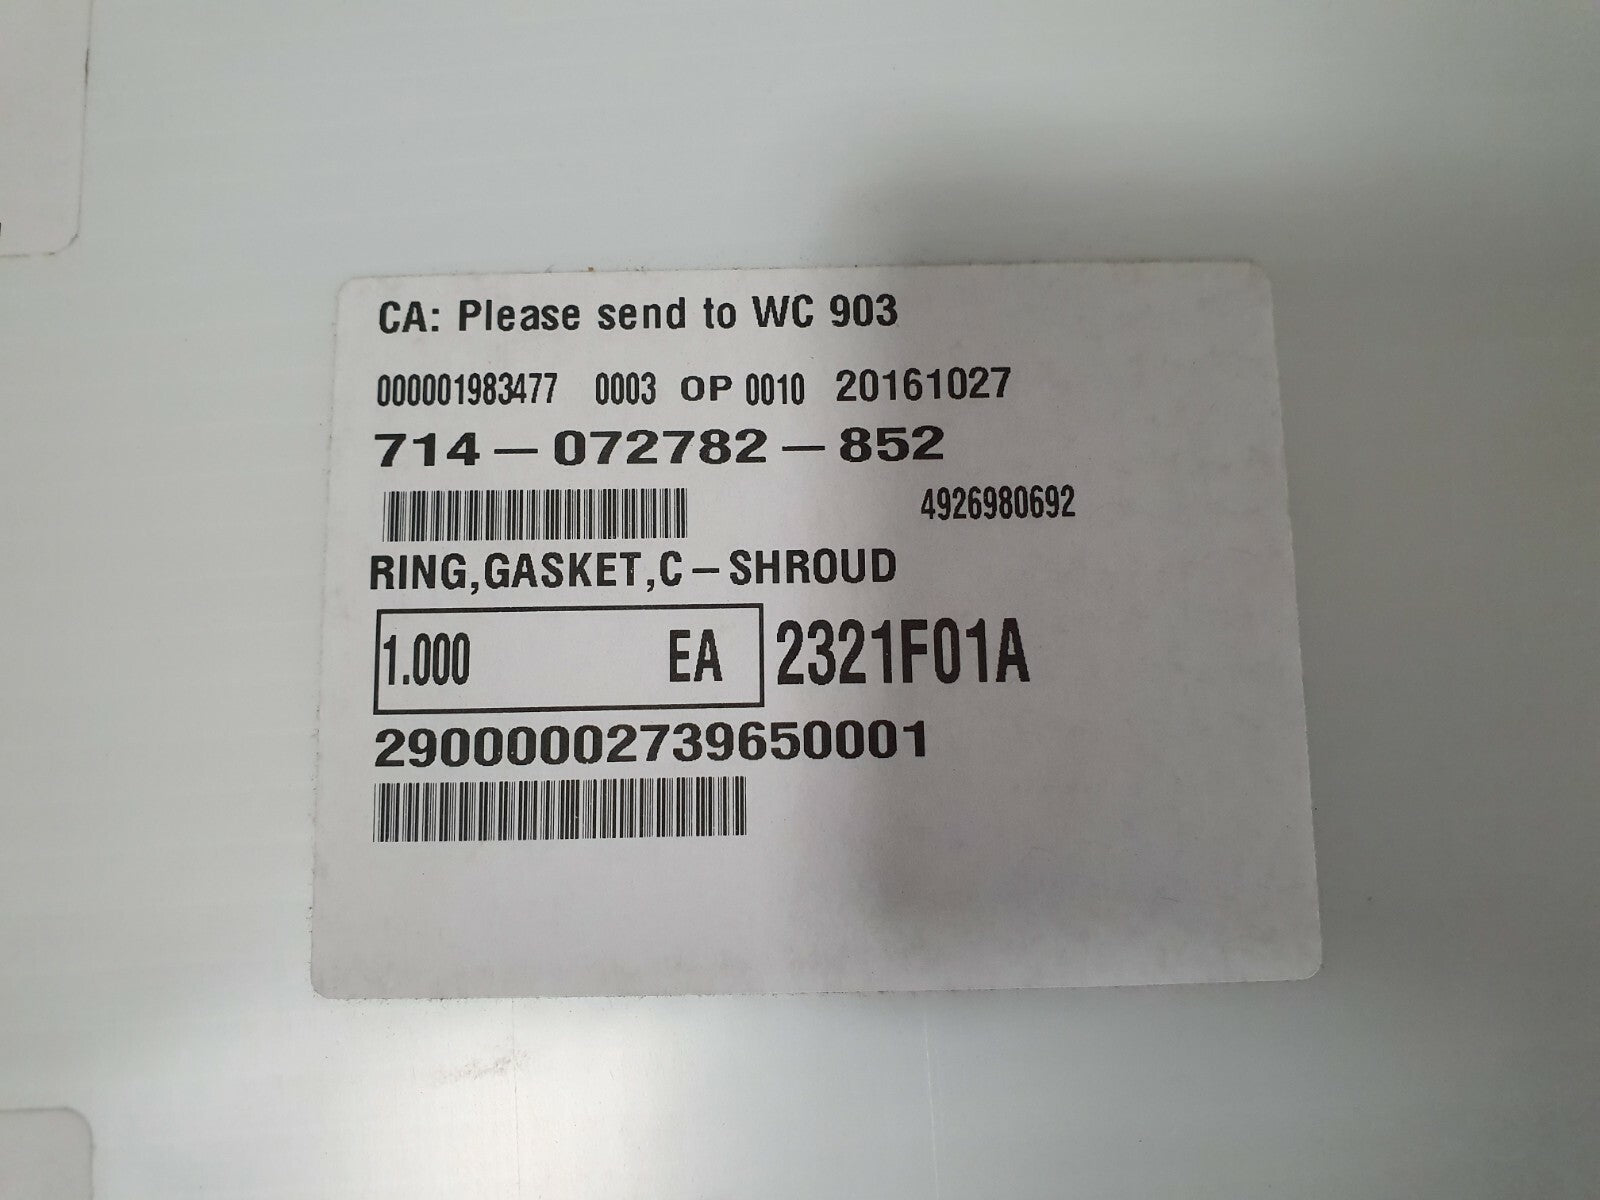 CA: Please send to WC 903
000001983477 0003 OP 0010 20161027
714-072782-852
4926980692
RING,GASKET,C-SHROUD
1.000 EA 2321F01A
29000002739650001